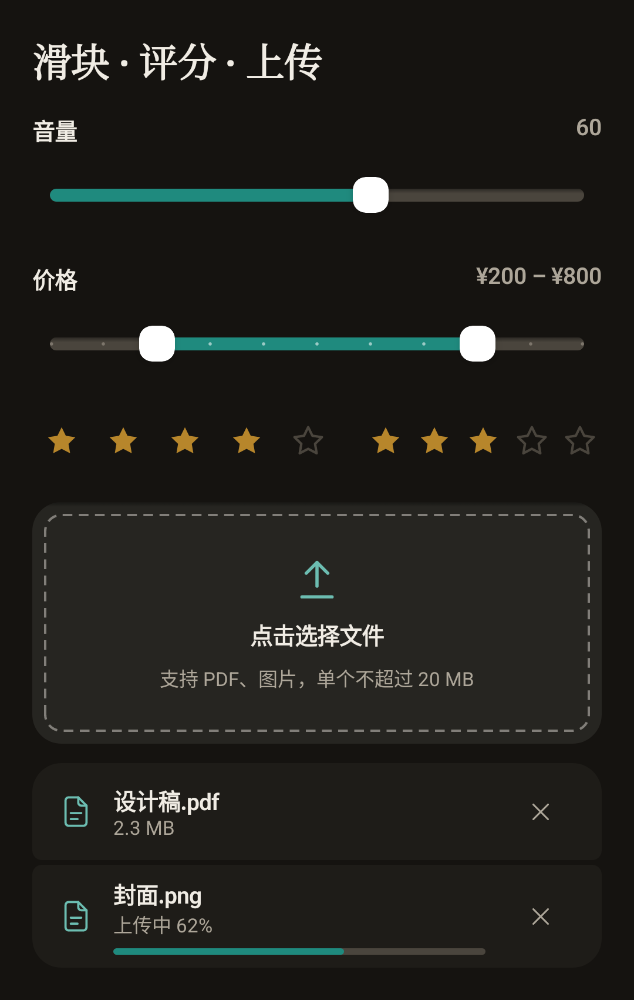 滑块 · 评分 · 上传
音量 60
价格 ¥200 – ¥800
点击选择文件
支持 PDF、图片，单个不超过 20 MB
设计稿.pdf
2.3 MB
封面.png
上传中 62%